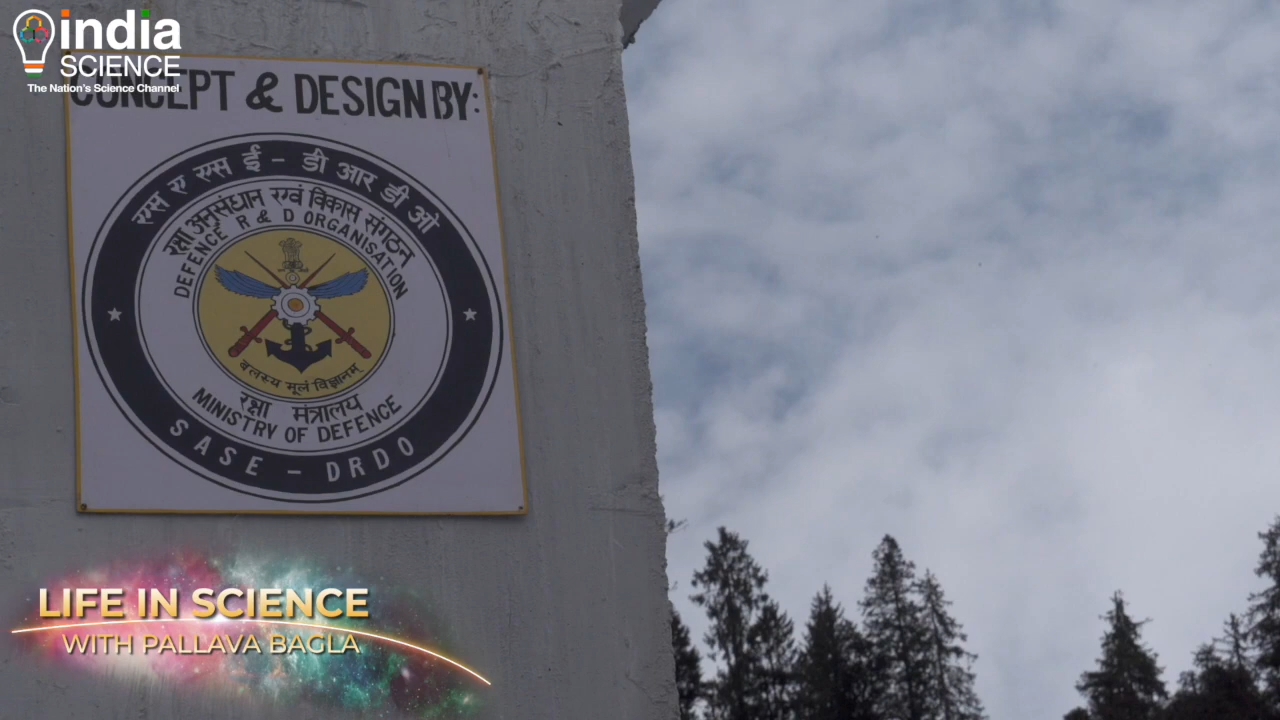 india
SCIENCE
The Nation's Science Channel
CONCEPT & DESIGN BY:
एस ए एस ई - डी आर डी ओ
रक्षा अनुसंधान एवं विकास संगठन
DEFENCE R & D ORGANISATION
बलस्य मूलं विज्ञानम्
रक्षा मंत्रालय
MINISTRY OF DEFENCE
SASE - DRDO
LIFE IN SCIENCE
WITH PALLAVA BAGLA